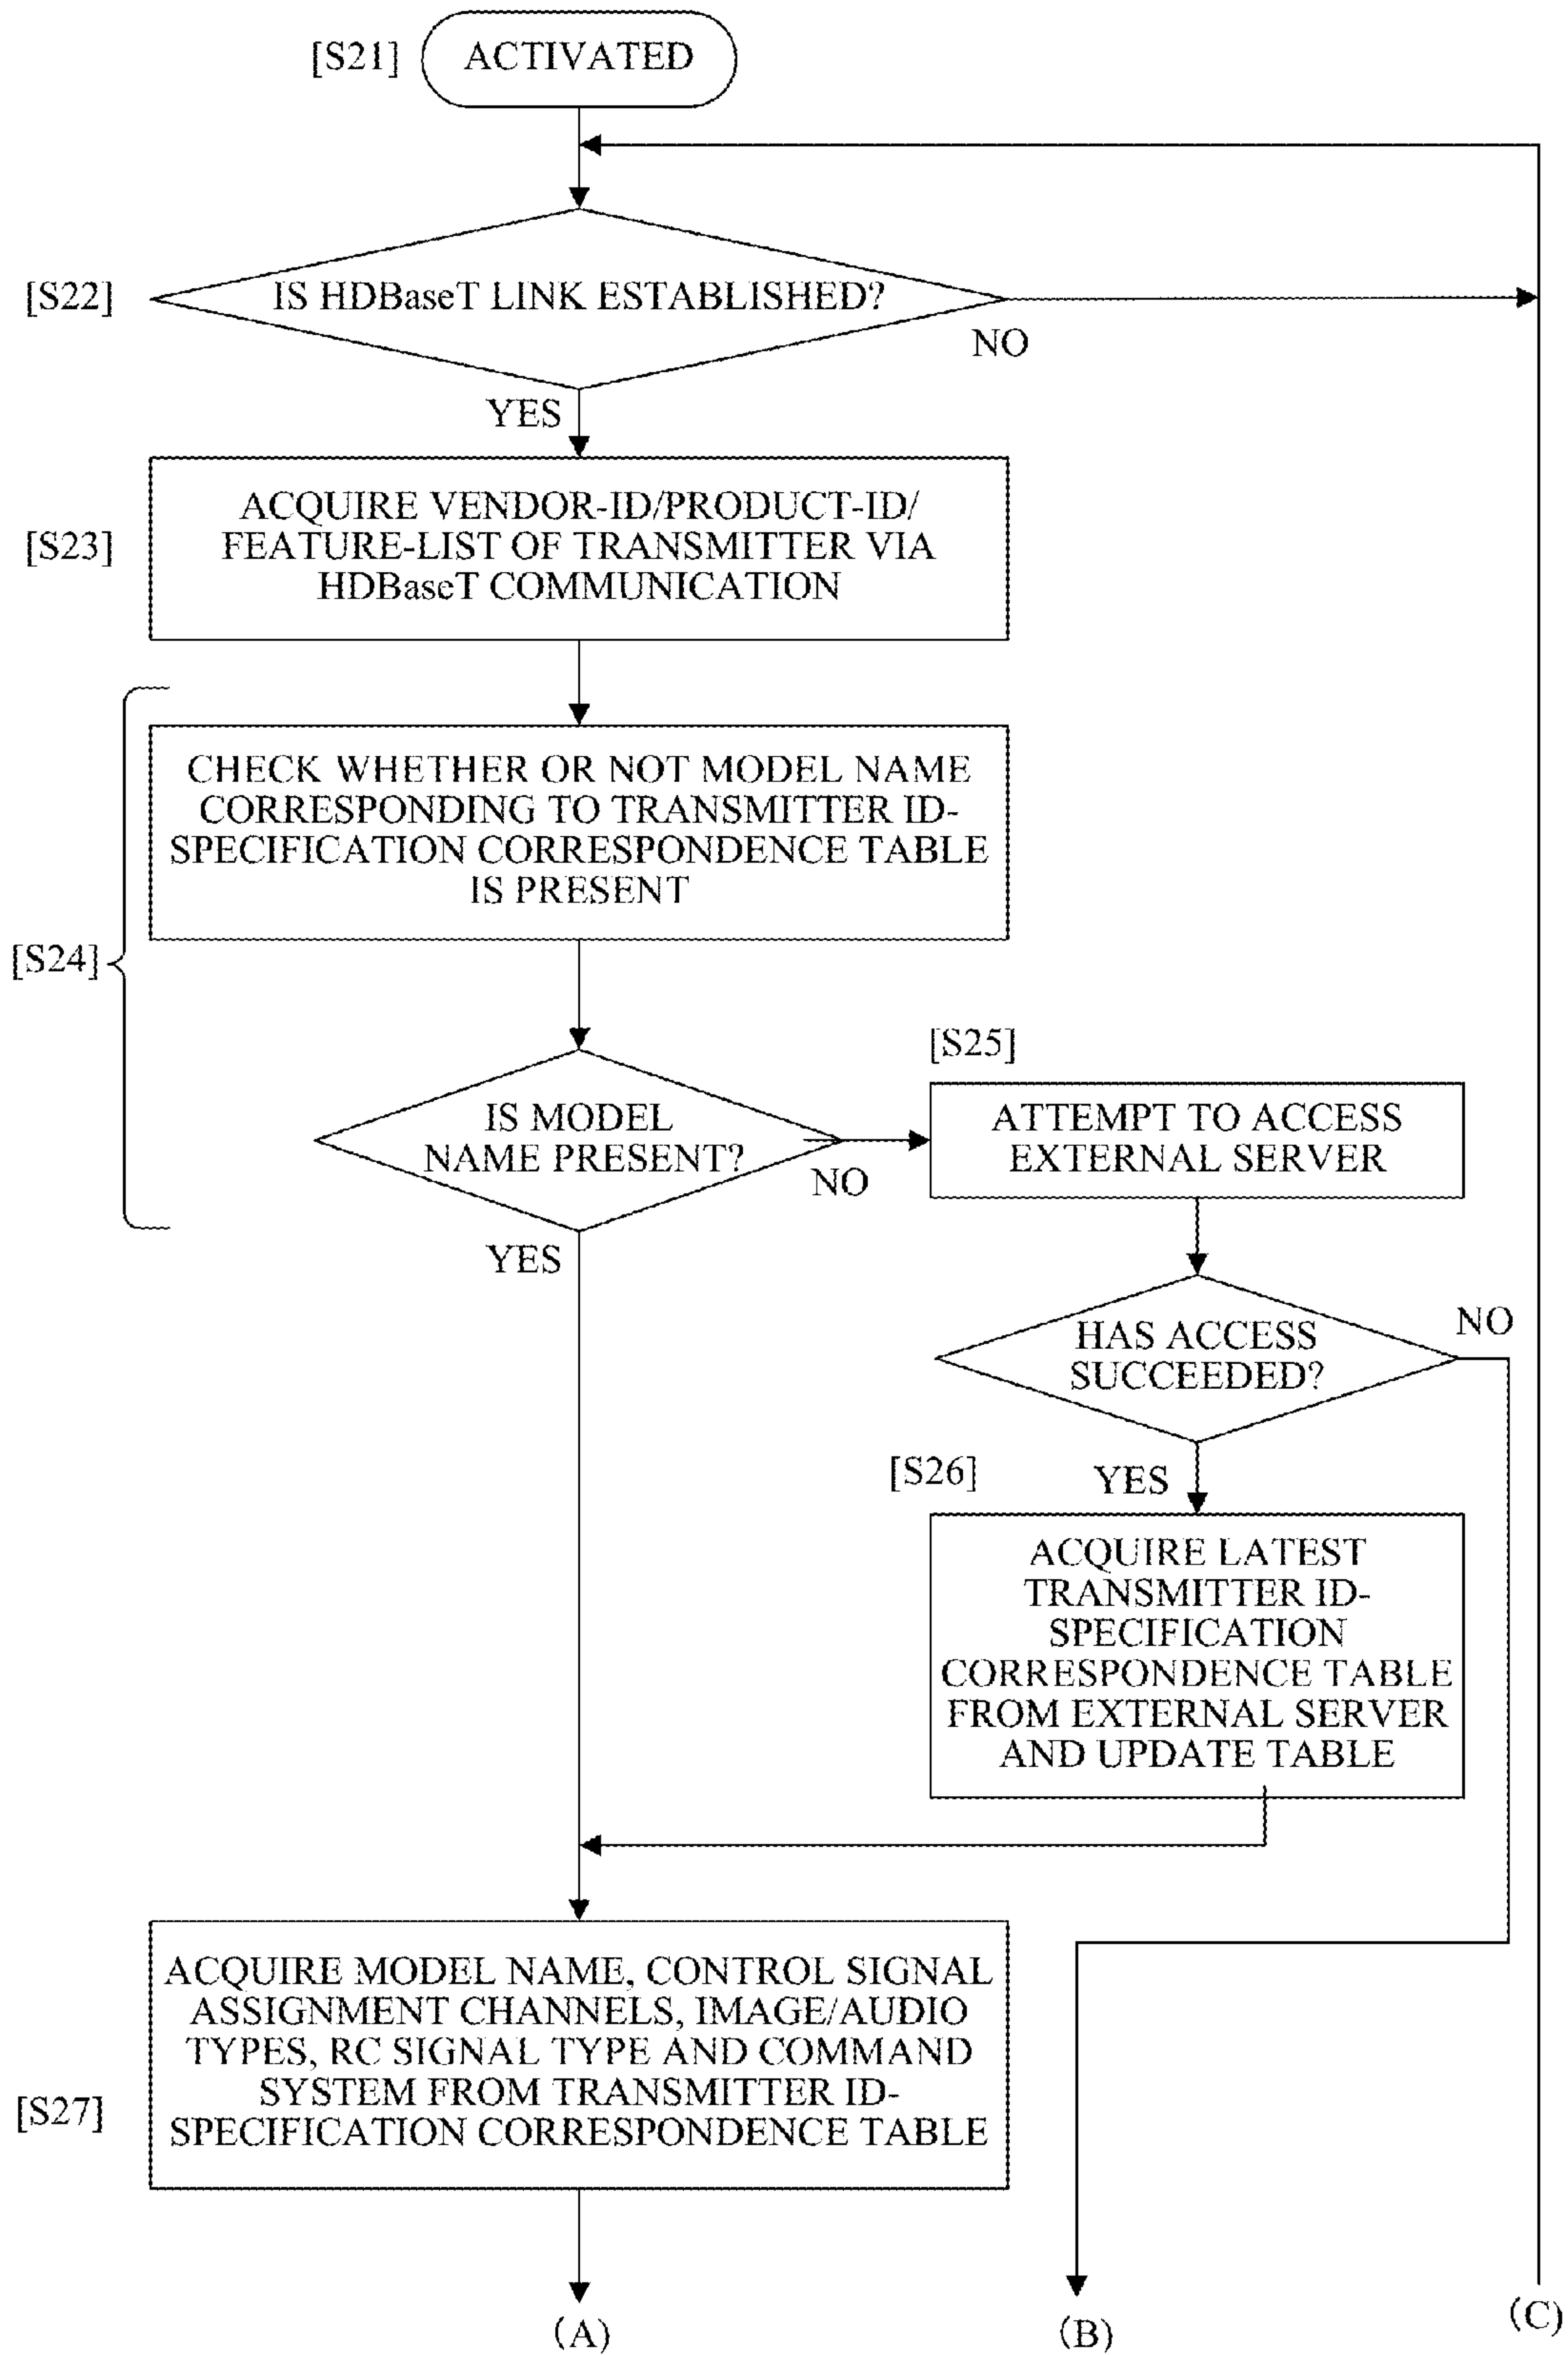 [S21]
ACTIVATED
[S22]
IS HDBaseT LINK ESTABLISHED?
NO
YES
[S23]
ACQUIRE VENDOR-ID/PRODUCT-ID/
FEATURE-LIST OF TRANSMITTER VIA
HDBaseT COMMUNICATION
[S24]
CHECK WHETHER OR NOT MODEL NAME
CORRESPONDING TO TRANSMITTER ID-
SPECIFICATION CORRESPONDENCE TABLE
IS PRESENT
IS MODEL
NAME PRESENT?
NO
YES
[S25]
ATTEMPT TO ACCESS
EXTERNAL SERVER
HAS ACCESS
SUCCEEDED?
NO
YES
[S26]
ACQUIRE LATEST
TRANSMITTER ID-
SPECIFICATION
CORRESPONDENCE TABLE
FROM EXTERNAL SERVER
AND UPDATE TABLE
[S27]
ACQUIRE MODEL NAME, CONTROL SIGNAL
ASSIGNMENT CHANNELS, IMAGE/AUDIO
TYPES, RC SIGNAL TYPE AND COMMAND
SYSTEM FROM TRANSMITTER ID-
SPECIFICATION CORRESPONDENCE TABLE
(A)
(B)
(C)